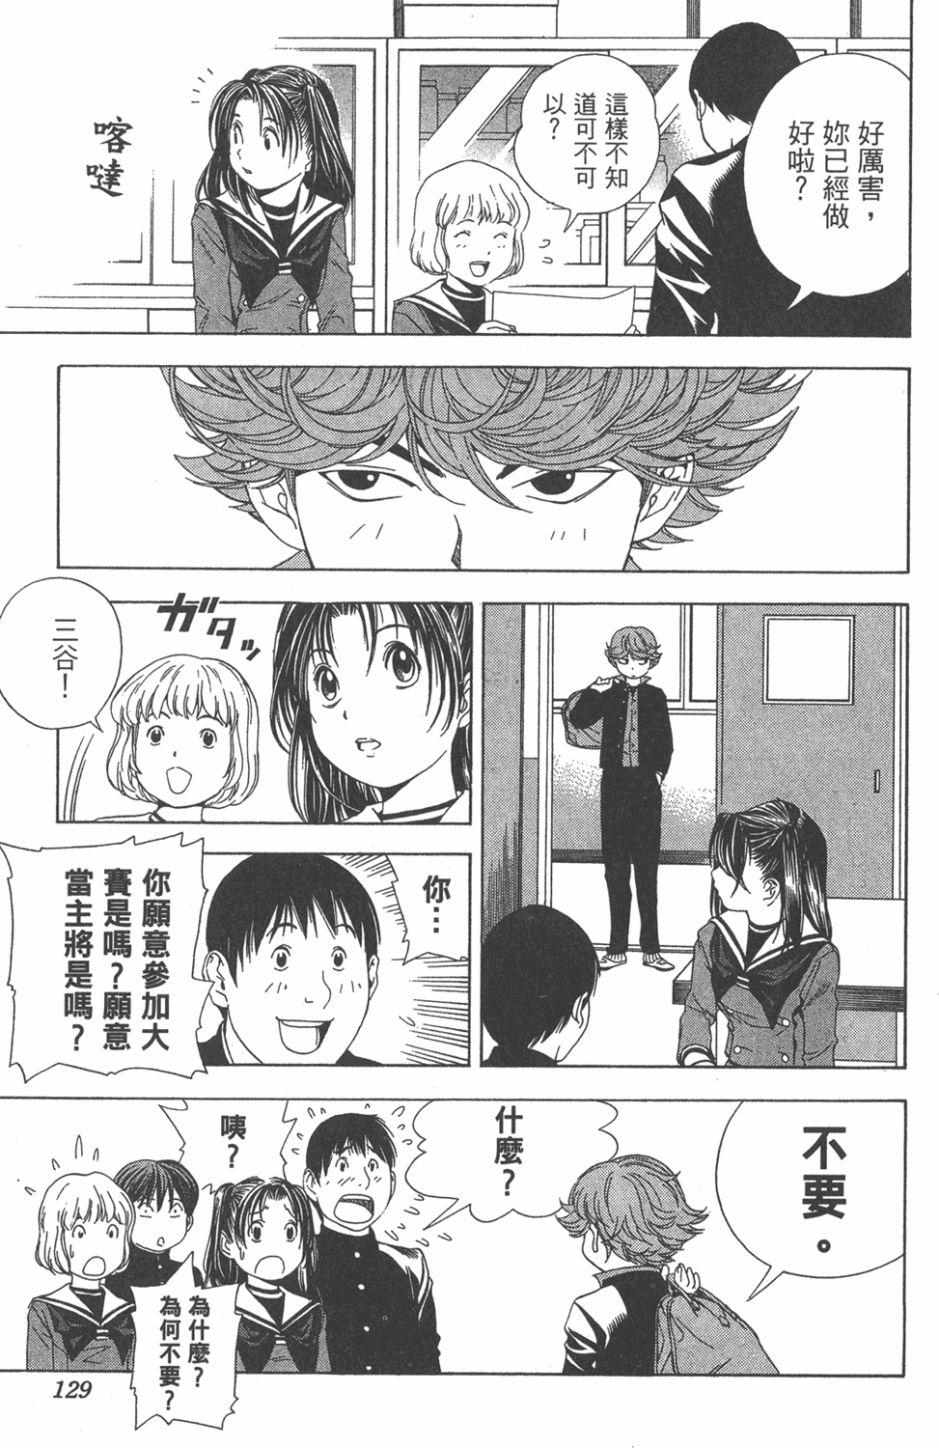 好厲害，
妳已經做
好啦？
這樣不知
道可不可
以？
喀噠
ガタッ
三谷！
你…
你願意參加大
賽是嗎？願意
當主將是嗎？
不要。
什麼？
咦？
為什麼？
為何不要？
129